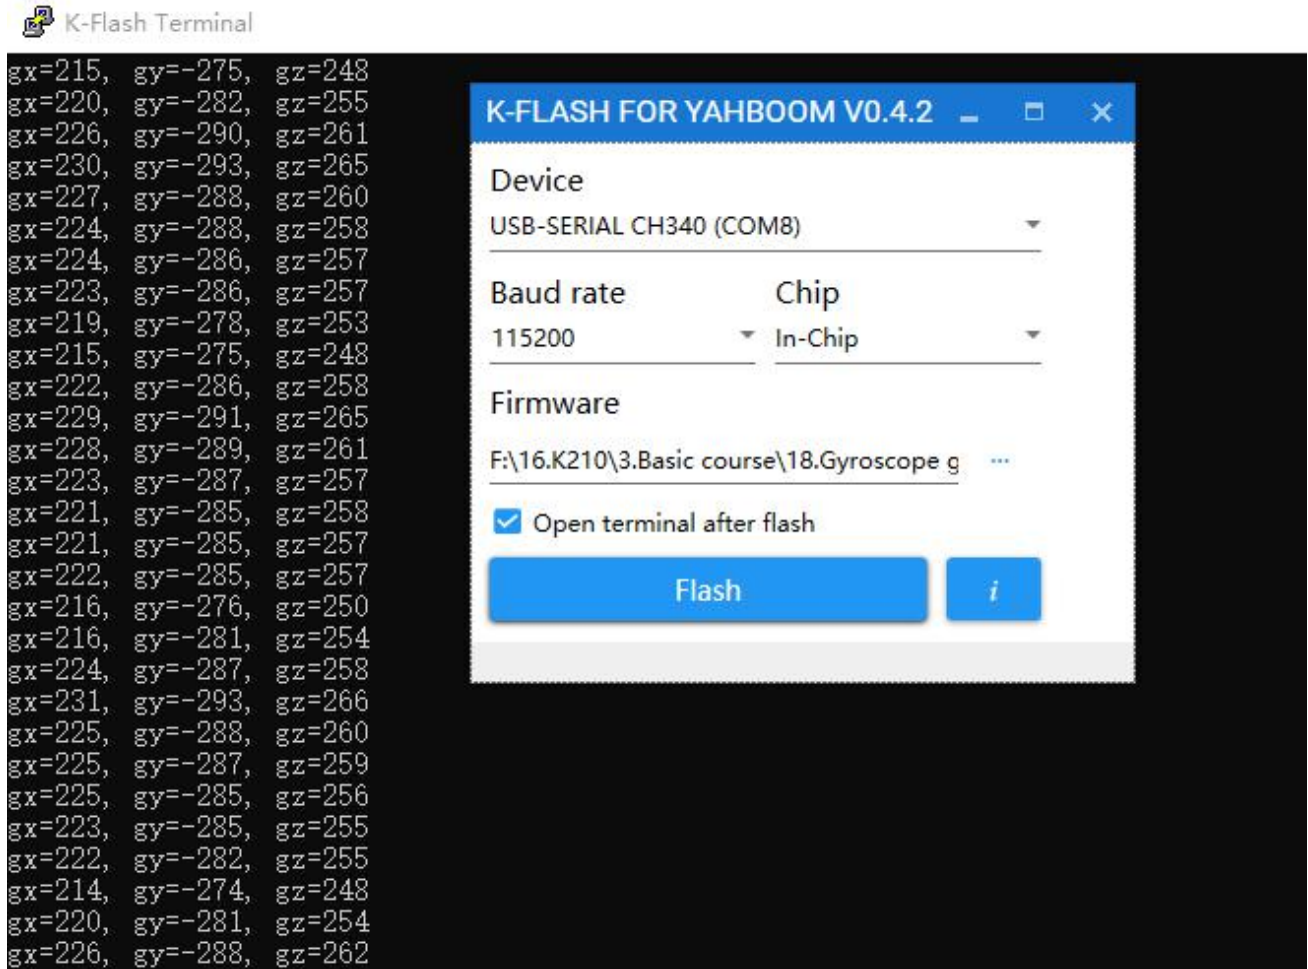 K-Flash Terminal
gx=215, gy=-275, gz=248
gx=220, gy=-282, gz=255
gx=226, gy=-290, gz=261
gx=230, gy=-293, gz=265
gx=227, gy=-288, gz=260
gx=224, gy=-288, gz=258
gx=224, gy=-286, gz=257
gx=223, gy=-286, gz=257
gx=219, gy=-278, gz=253
gx=215, gy=-275, gz=248
gx=222, gy=-286, gz=258
gx=229, gy=-291, gz=265
gx=228, gy=-289, gz=261
gx=223, gy=-287, gz=257
gx=221, gy=-285, gz=258
gx=221, gy=-285, gz=257
gx=222, gy=-285, gz=257
gx=216, gy=-276, gz=250
gx=216, gy=-281, gz=254
gx=224, gy=-287, gz=258
gx=231, gy=-293, gz=266
gx=225, gy=-288, gz=260
gx=225, gy=-287, gz=259
gx=225, gy=-285, gz=256
gx=223, gy=-285, gz=255
gx=222, gy=-282, gz=255
gx=214, gy=-274, gz=248
gx=220, gy=-281, gz=254
gx=226, gy=-288, gz=262
K-FLASH FOR YAHBOOM V0.4.2
Device
USB-SERIAL CH340 (COM8)
Baud rate Chip
115200 In-Chip
Firmware
F:\16.K210\3.Basic course\18.Gyroscope g ...
Open terminal after flash
Flash i